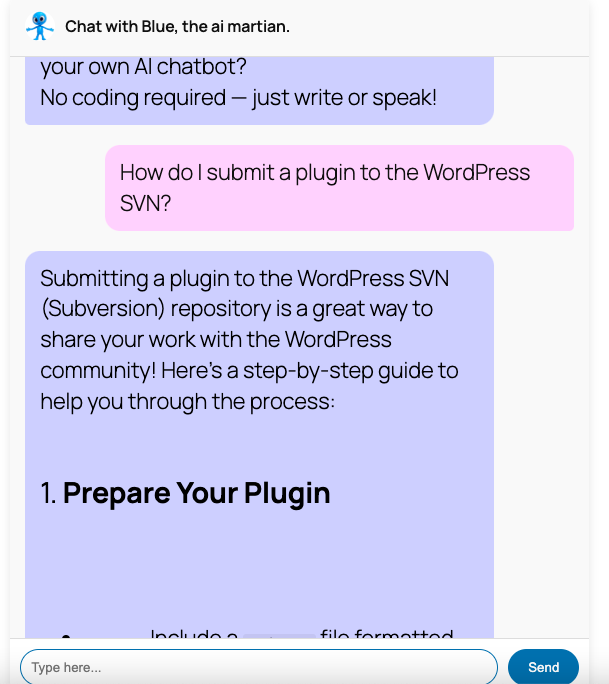 Chat with Blue, the ai martian.
your own AI chatbot?
No coding required — just write or speak!
How do I submit a plugin to the WordPress
SVN?
Submitting a plugin to the WordPress SVN
(Subversion) repository is a great way to
share your work with the WordPress
community! Here's a step-by-step guide to
help you through the process:
1. Prepare Your Plugin
Include a file formatted
Type here...
Send